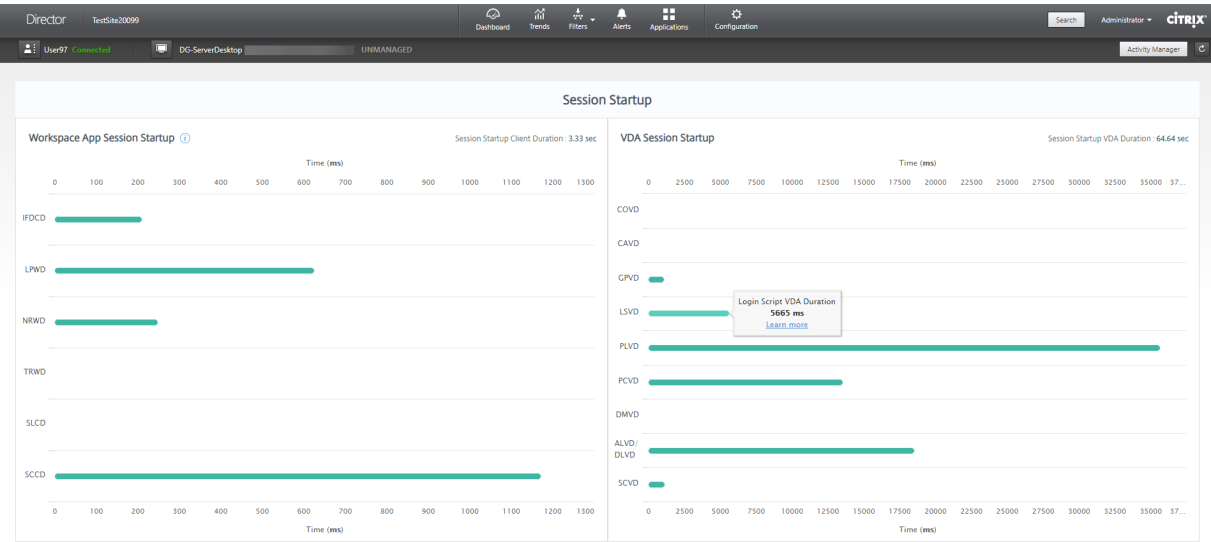 Director TestSite20099 Dashboard Trends Filters Alerts Applications Configuration Search Administrator CİTRIX
User97 Connected DG-ServerDesktop UNMANAGED Activity Manager
Session Startup
Workspace App Session Startup Session Startup Client Duration : 3.33 sec
Time (ms)
0 100 200 300 400 500 600 700 800 900 1000 1100 1200 1300
IFDCD
LPWD
NRWD
TRWD
SLCD
SCCD
0 100 200 300 400 500 600 700 800 900 1000 1100 1200 1300
Time (ms)
VDA Session Startup Session Startup VDA Duration : 64.64 sec
Time (ms)
0 2500 5000 7500 10000 12500 15000 17500 20000 22500 25000 27500 30000 32500 35000 37...
COVD
CAVD
GPVD
LSVD
Login Script VDA Duration
5665 ms
Learn more
PLVD
PCVD
DMVD
ALVD/
DLVD
SCVD
0 2500 5000 7500 10000 12500 15000 17500 20000 22500 25000 27500 30000 32500 35000 37...
Time (ms)